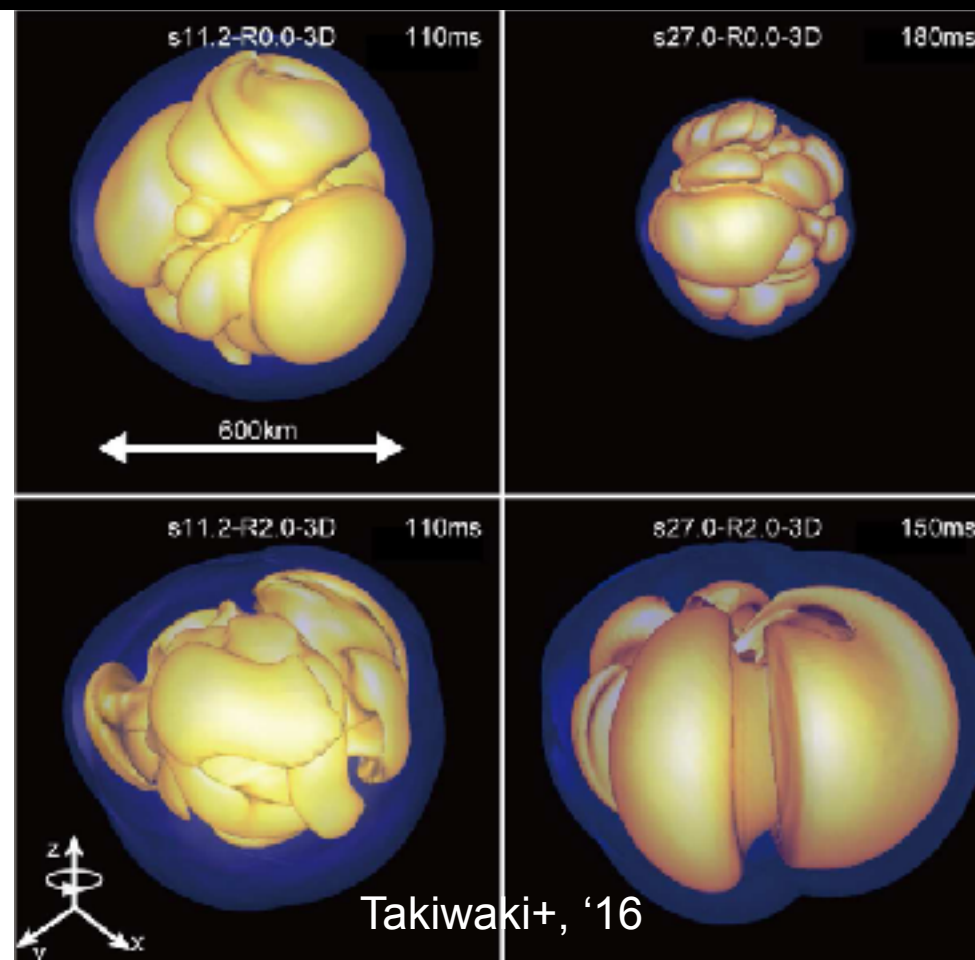 s11.2-R0.0-3D 110ms
s27.0-R0.0-3D 180ms
600km
s11.2-R2.0-3D 110ms
s27.0-R2.0-3D 150ms
z
y
x
Takiwaki+, ‘16